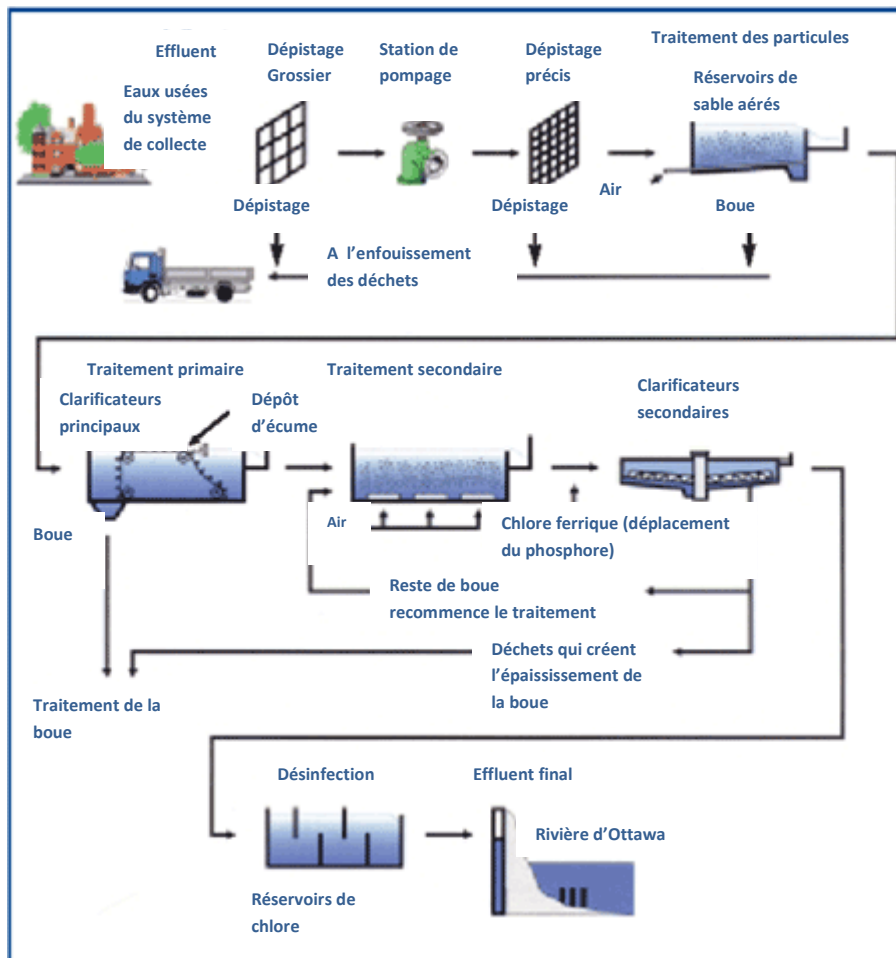 Effluent
Eaux usées
du système
de collecte
Dépistage
Grossier
Station de
pompage
Dépistage
précis
Traitement des particules
Réservoirs de
sable aérés
Air
Dépistage
Dépistage
Boue
A l’enfouissement
des déchets
Traitement primaire
Clarificateurs
principaux
Dépôt
d’écume
Traitement secondaire
Clarificateurs
secondaires
Boue
Air
Chlore ferrique (déplacement
du phosphore)
Reste de boue
recommence le traitement
Déchets qui créent
l’épaississement de
la boue
Traitement de la
boue
Désinfection
Réservoirs de
chlore
Effluent final
Rivière d’Ottawa